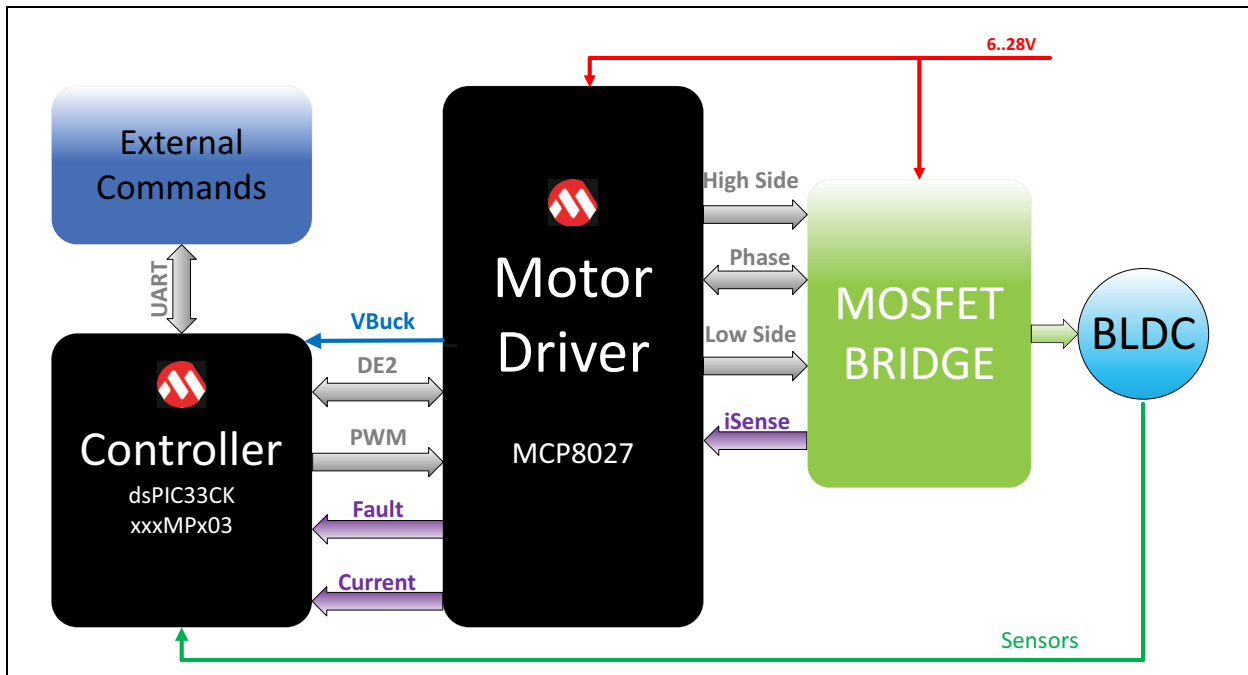 6..28V
External
Commands
UART
High Side
Phase
Low Side
iSense
Motor
Driver
MCP8027
MOSFET
BRIDGE
BLDC
VBuck
DE2
PWM
Fault
Current
Controller
dsPIC33CK
xxxMPx03
Sensors